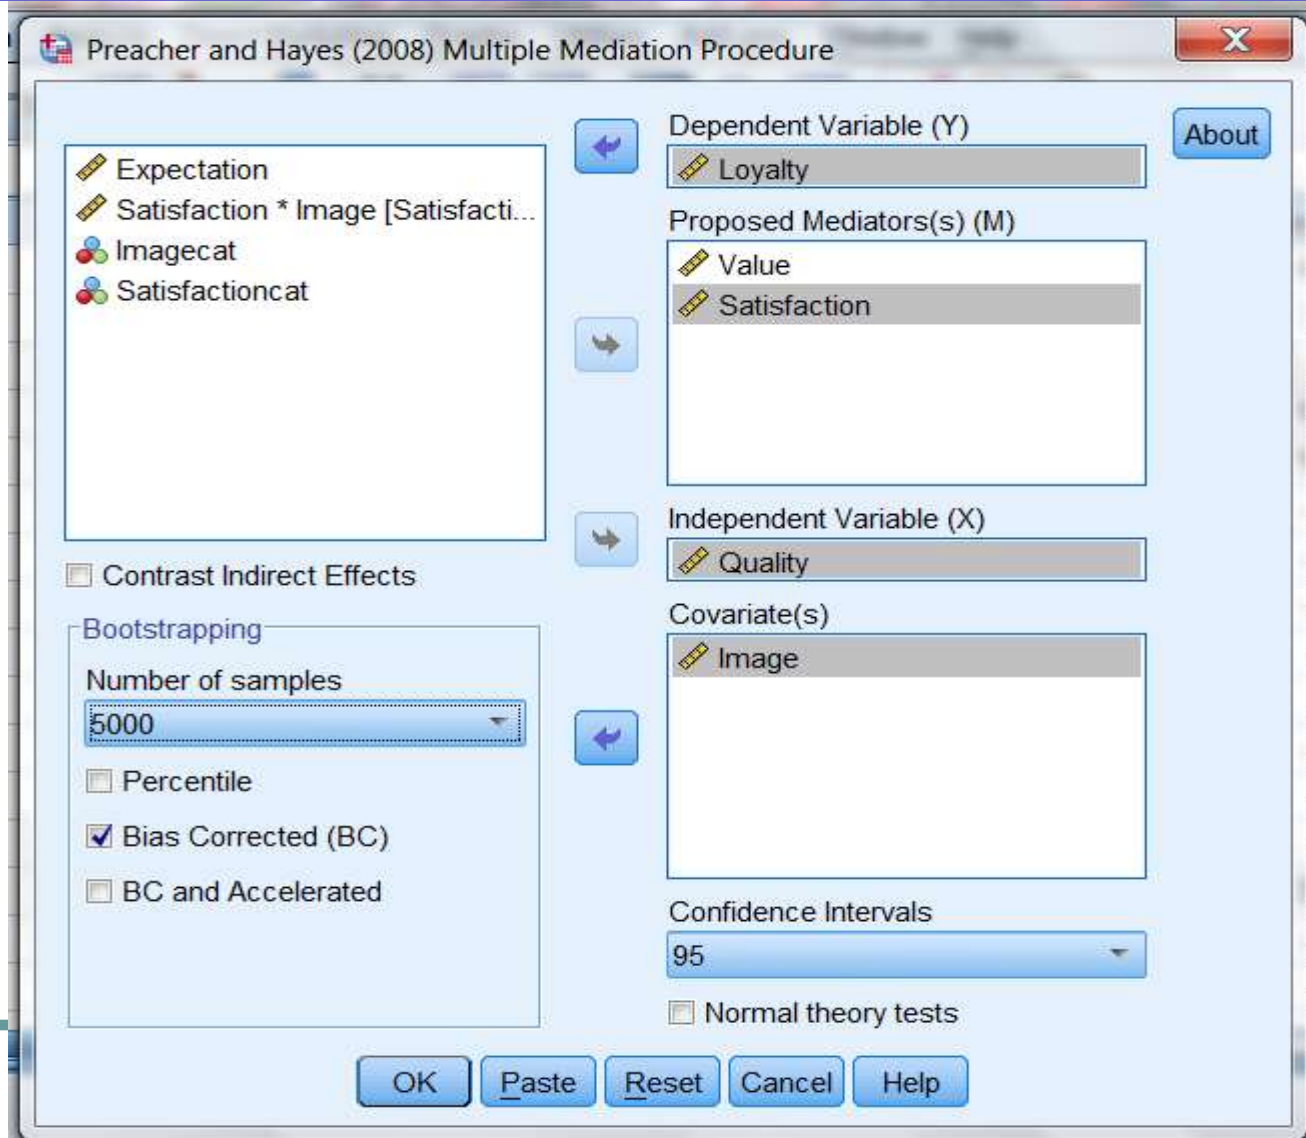 Preacher and Hayes (2008) Multiple Mediation Procedure
Expectation
Satisfaction * Image [Satisfacti...
Imagecat
Satisfactioncat
Contrast Indirect Effects
Bootstrapping
Number of samples
5000
Percentile
Bias Corrected (BC)
BC and Accelerated
Dependent Variable (Y)
Loyalty
About
Proposed Mediators(s) (M)
Value
Satisfaction
Independent Variable (X)
Quality
Covariate(s)
Image
Confidence Intervals
95
Normal theory tests
OK Paste Reset Cancel Help